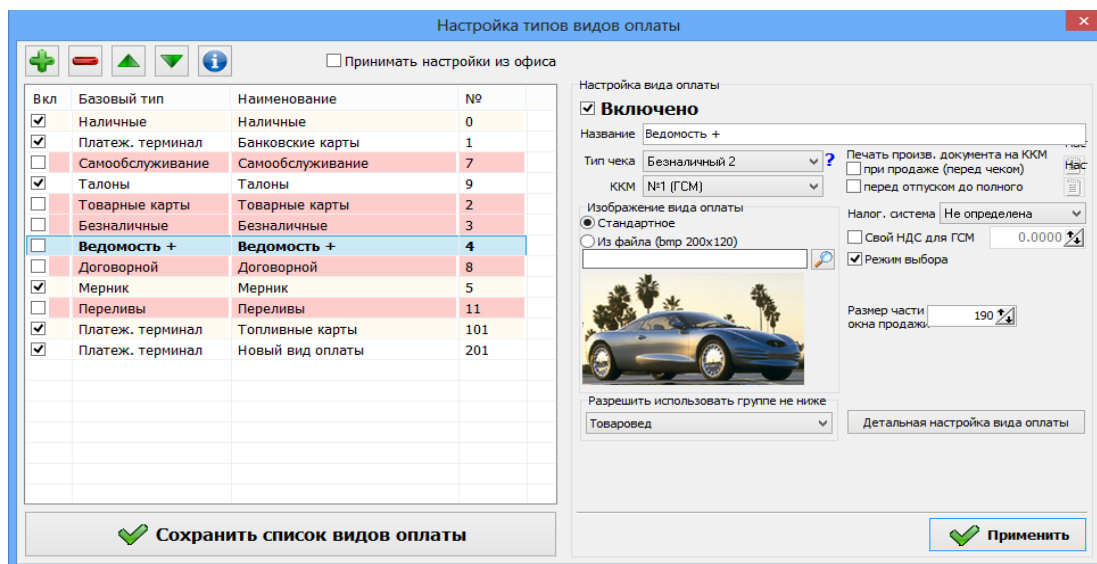 Настройка типов видов оплаты
Принимать настройки из офиса
Вкл Базовый тип Наименование №
Наличные Наличные 0
Платеж. терминал Банковские карты 1
Самообслуживание Самообслуживание 7
Талоны Талоны 9
Товарные карты Товарные карты 2
Безналичные Безналичные 3
Ведомость + Ведомость + 4
Договорной Договорной 8
Мерник Мерник 5
Переливы Переливы 11
Платеж. терминал Топливные карты 101
Платеж. терминал Новый вид оплаты 201
Сохранить список видов оплаты
Настройка вида оплаты
Включено
Название Ведомость +
Тип чека Безналичный 2 ?
ККМ №1 (ГСМ)
Печать произв. документа на ККМ
при продаже (перед чеком) Нас
перед отпуском до полного
Изображение вида оплаты
Стандартное
Из файла (bmp 200x120)
Налог. система Не определена
Свой НДС для ГСМ 0.0000
Режим выбора
Размер части 190
окна продажи
Разрешить использовать группе не ниже
Товаровед
Детальная настройка вида оплаты
Применить